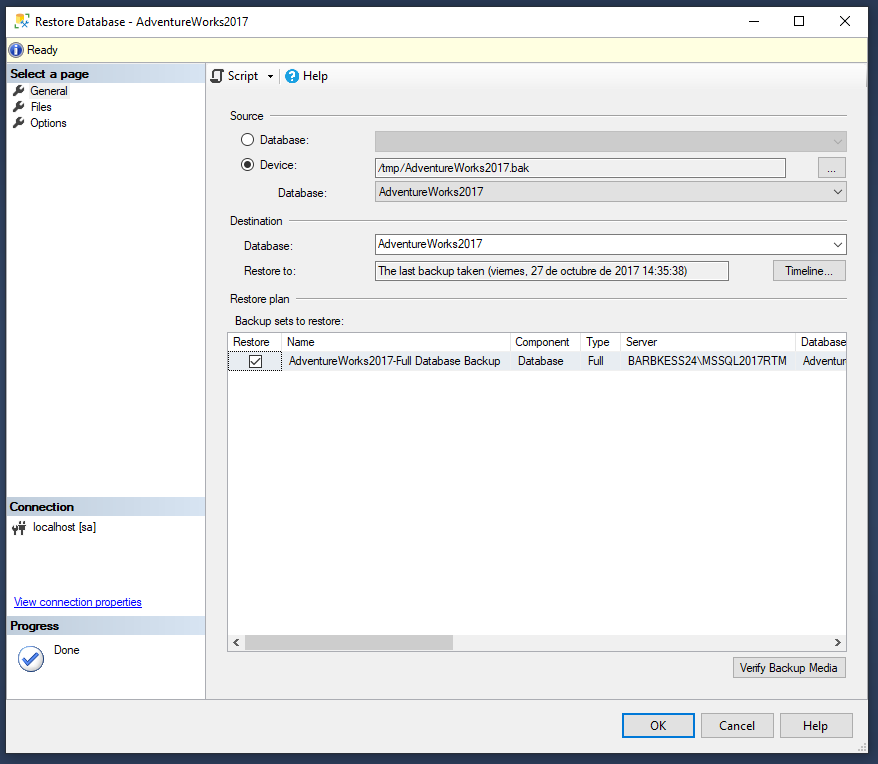 Restore Database - AdventureWorks2017
Ready
Select a page
General
Files
Options
Script
Help
Source
Database:
Device:
/tmp/AdventureWorks2017.bak
...
Database:
AdventureWorks2017
Destination
Database:
AdventureWorks2017
Restore to:
The last backup taken (viernes, 27 de octubre de 2017 14:35:38)
Timeline...
Restore plan
Backup sets to restore:
Restore Name Component Type Server Database
AdventureWorks2017-Full Database Backup Database Full BARBKESS24\MSSQL2017RTM Adventur
Connection
localhost [sa]
View connection properties
Progress
Done
Verify Backup Media
OK Cancel Help